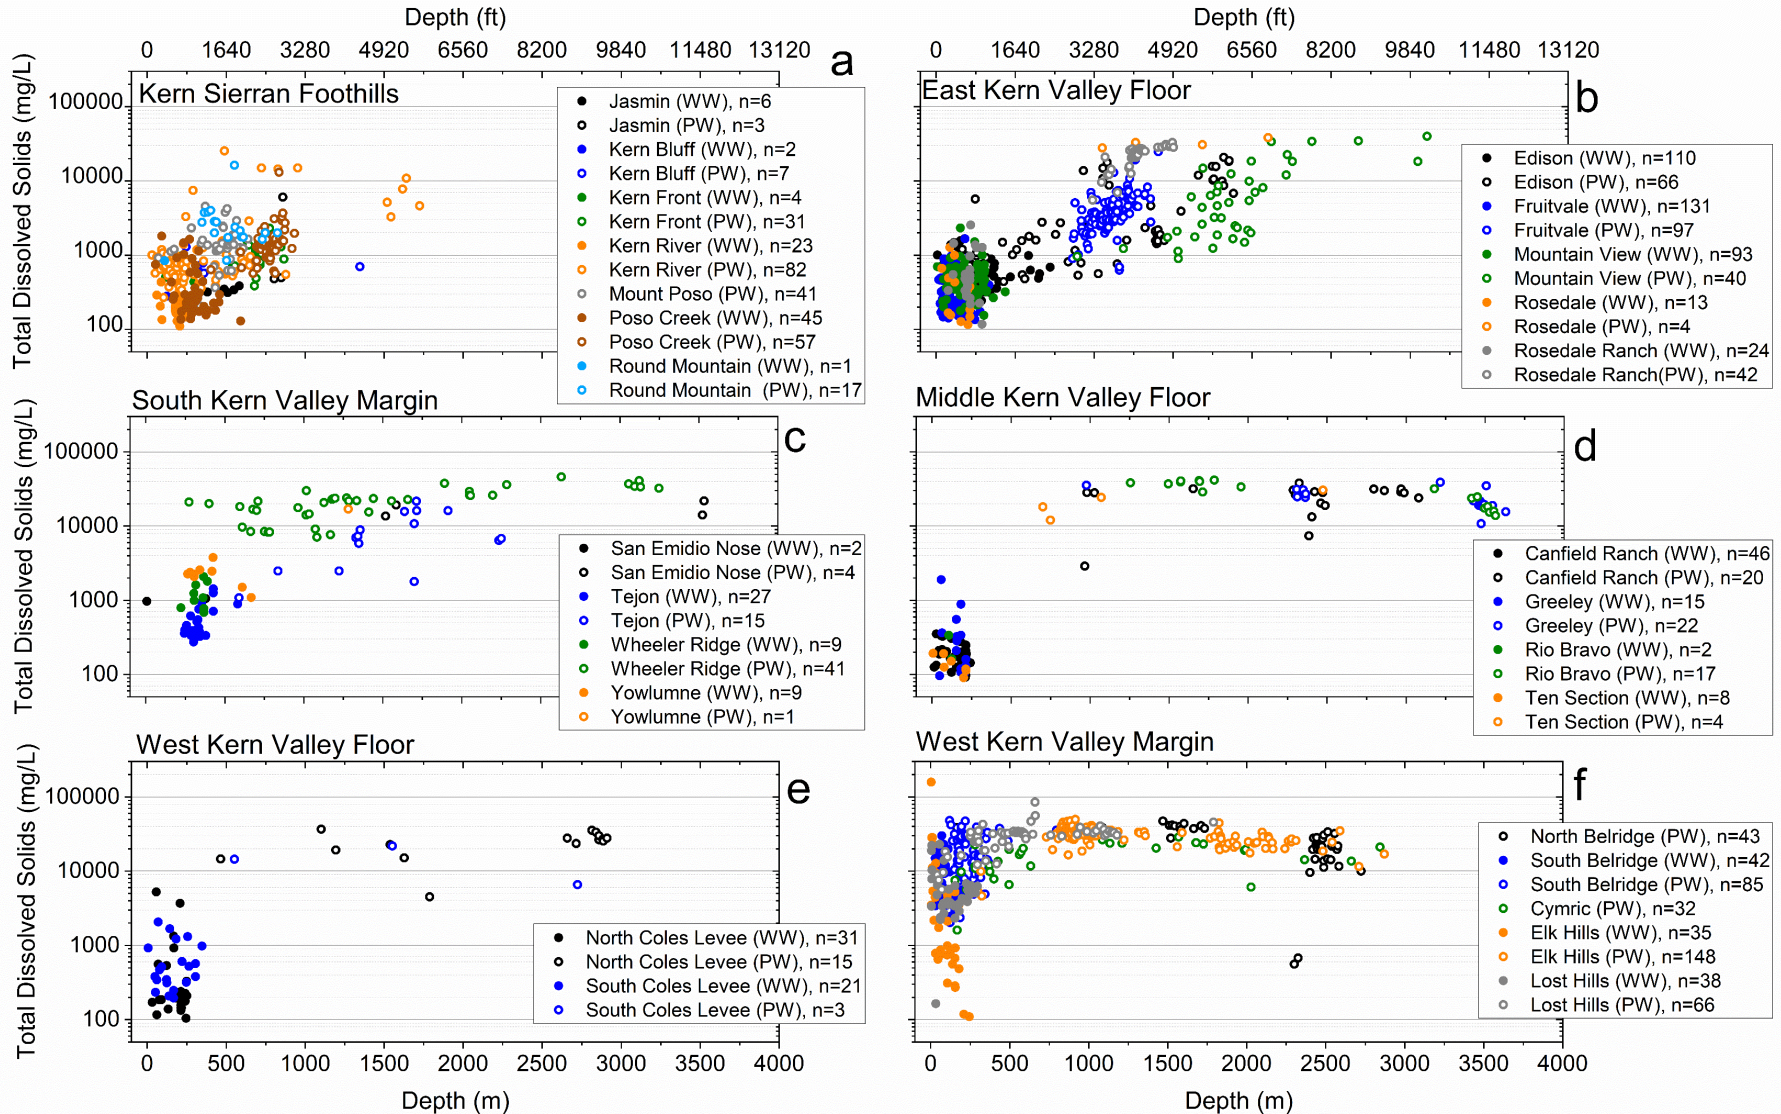 Depth (ft)
0 1640 3280 4920 6560 8200 9840 11480 13120
Total Dissolved Solids (mg/L)
100000
10000
1000
100
Kern Sierran Foothills
a
Jasmin (WW), n=6
Jasmin (PW), n=3
Kern Bluff (WW), n=2
Kern Bluff (PW), n=7
Kern Front (WW), n=4
Kern Front (PW), n=31
Kern River (WW), n=23
Kern River (PW), n=82
Mount Poso (PW), n=41
Poso Creek (WW), n=45
Poso Creek (PW), n=57
Round Mountain (WW), n=1
Round Mountain (PW), n=17
Depth (ft)
0 1640 3280 4920 6560 8200 9840 11480 13120
100000
10000
1000
100
East Kern Valley Floor
b
Edison (WW), n=110
Edison (PW), n=66
Fruitvale (WW), n=131
Fruitvale (PW), n=97
Mountain View (WW), n=93
Mountain View (PW), n=40
Rosedale (WW), n=13
Rosedale (PW), n=4
Rosedale Ranch (WW), n=24
Rosedale Ranch(PW), n=42
Total Dissolved Solids (mg/L)
100000
10000
1000
100
South Kern Valley Margin
c
San Emidio Nose (WW), n=2
San Emidio Nose (PW), n=4
Tejon (WW), n=27
Tejon (PW), n=15
Wheeler Ridge (WW), n=9
Wheeler Ridge (PW), n=41
Yowlumne (WW), n=9
Yowlumne (PW), n=1
100000
10000
1000
100
Middle Kern Valley Floor
d
Canfield Ranch (WW), n=46
Canfield Ranch (PW), n=20
Greeley (WW), n=15
Greeley (PW), n=22
Rio Bravo (WW), n=2
Rio Bravo (PW), n=17
Ten Section (WW), n=8
Ten Section (PW), n=4
Total Dissolved Solids (mg/L)
100000
10000
1000
100
West Kern Valley Floor
e
North Coles Levee (WW), n=31
North Coles Levee (PW), n=15
South Coles Levee (WW), n=21
South Coles Levee (PW), n=3
0 500 1000 1500 2000 2500 3000 3500 4000
Depth (m)
100000
10000
1000
100
West Kern Valley Margin
f
North Belridge (PW), n=43
South Belridge (WW), n=42
South Belridge (PW), n=85
Cymric (PW), n=32
Elk Hills (WW), n=35
Elk Hills (PW), n=148
Lost Hills (WW), n=38
Lost Hills (PW), n=66
0 500 1000 1500 2000 2500 3000 3500 4000
Depth (m)